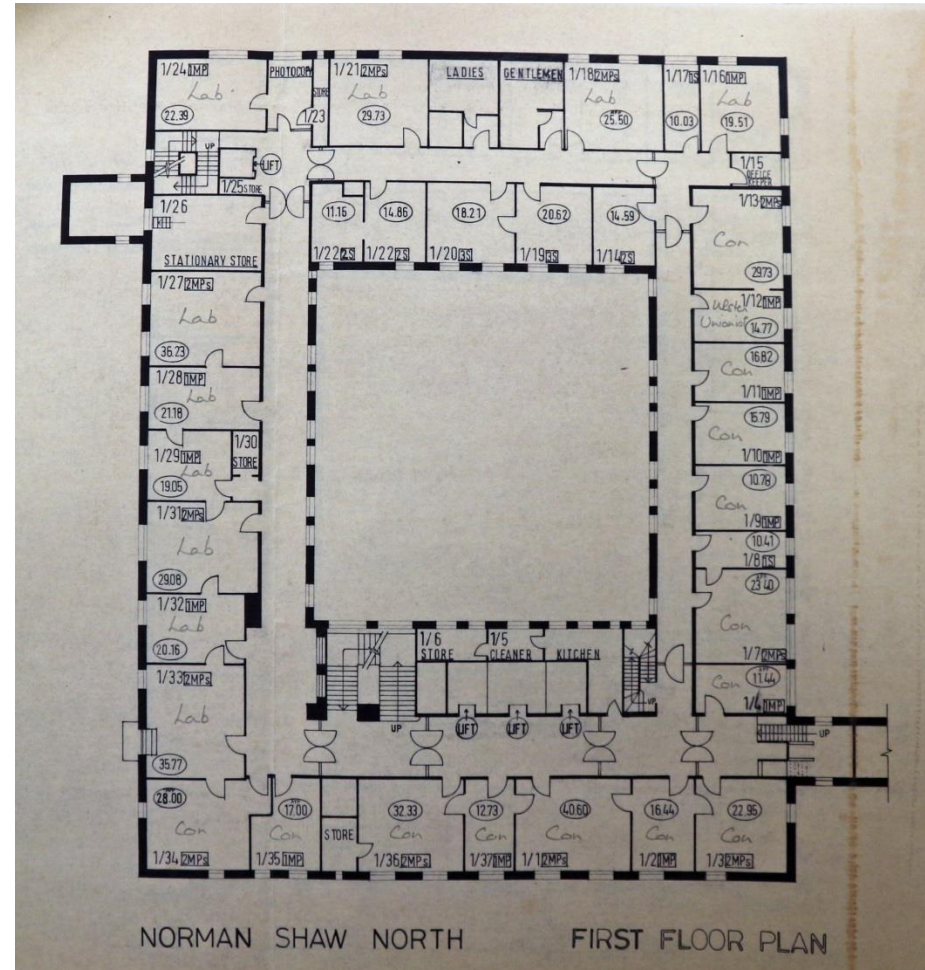 1/24 1MP
Lab
22.39
PHOTOCOPY
STORE
1/23
1/21 2MPs
Lab
29.73
LADIES
GENTLEMEN
1/18 2MPs
Lab
25.50
1/17 1S
10.03
1/16 1MP
Lab
19.51
UP
LIFT
1/25 STORE
1/15
OFFICE
KEEPER
1/26
STATIONARY STORE
11.16
1/22 2S
14.86
1/22 2S
18.21
1/20 3S
20.62
1/19 3S
14.59
1/14 2S
1/13 2MPs
Con
29.73
1/12 1MP
Ulster
Unionist
14.77
1/27 2MPs
Lab
36.23
16.82
Con
1/11 1MP
1/28 1MP
Lab
21.18
15.79
Con
1/10 1MP
1/29 1MP
Lab
19.05
1/30
STORE
10.78
Con
1/9 1MP
1/31 2MPs
Lab
29.08
10.41
1/8 1S
23.40
Con
1/7 2MPs
1/32 1MP
Lab
20.16
1/6
STORE
1/5
CLEANER
KITCHEN
UP
11.44
Con
1/4 1MP
1/33 2MPs
Lab
35.77
UP
LIFT
LIFT
LIFT
UP
28.00
Con
1/34 2MPs
17.00
Con
1/35 1MP
STORE
32.33
Con
1/36 2MPs
12.73
Con
1/37 1MP
40.60
Con
1/1 2MPs
16.44
Con
1/2 1MP
22.95
Con
1/3 2MPs
NORMAN SHAW NORTH FIRST FLOOR PLAN